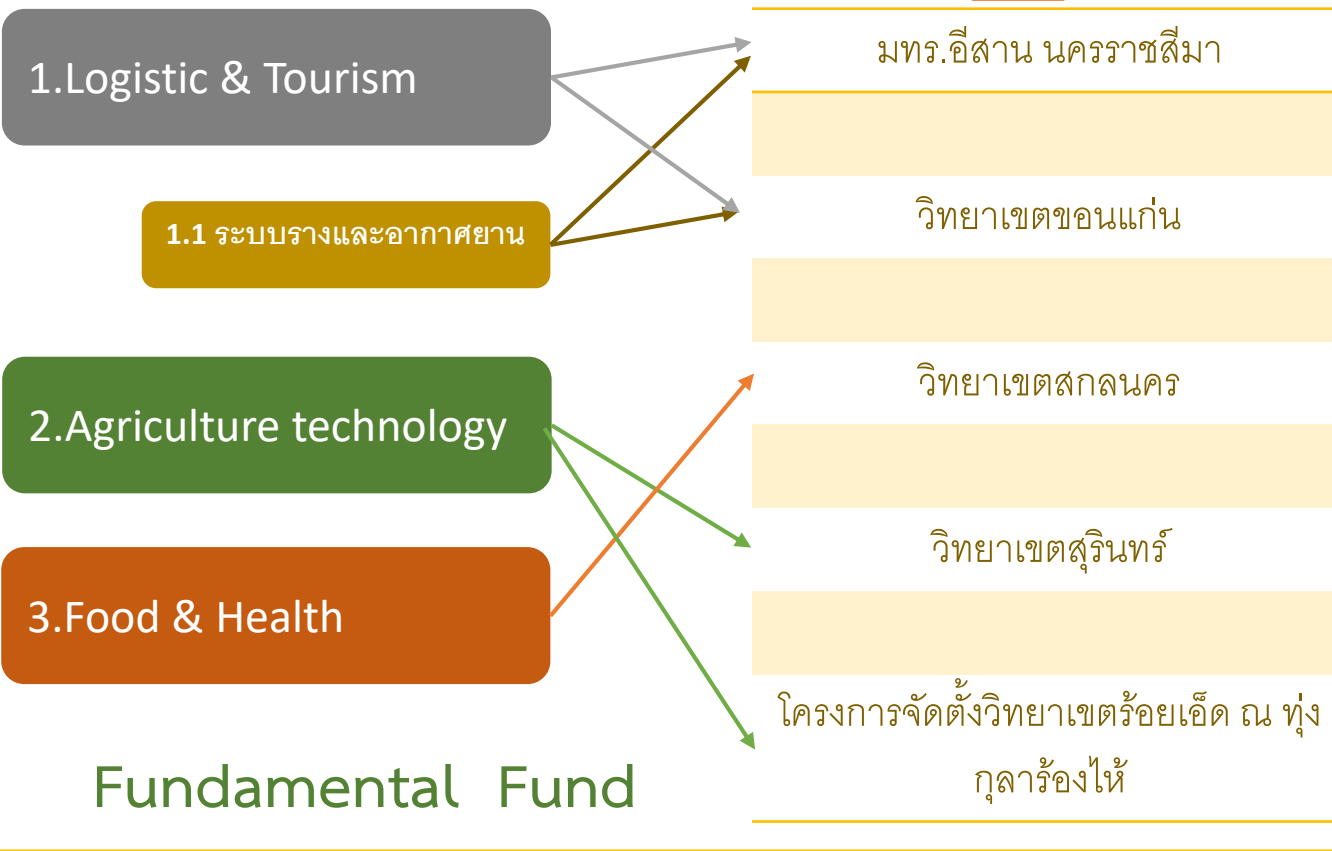 1.Logistic & Tourism
1.1 ระบบรางและอากาศยาน
2.Agriculture technology
3.Food & Health
Fundamental Fund
มทร.อีสาน นครราชสีมา
วิทยาเขตขอนแก่น
วิทยาเขตสกลนคร
วิทยาเขตสุรินทร์
โครงการจัดตั้งวิทยาเขตร้อยเอ็ด ณ ทุ่ง
กุลาร้องไห้